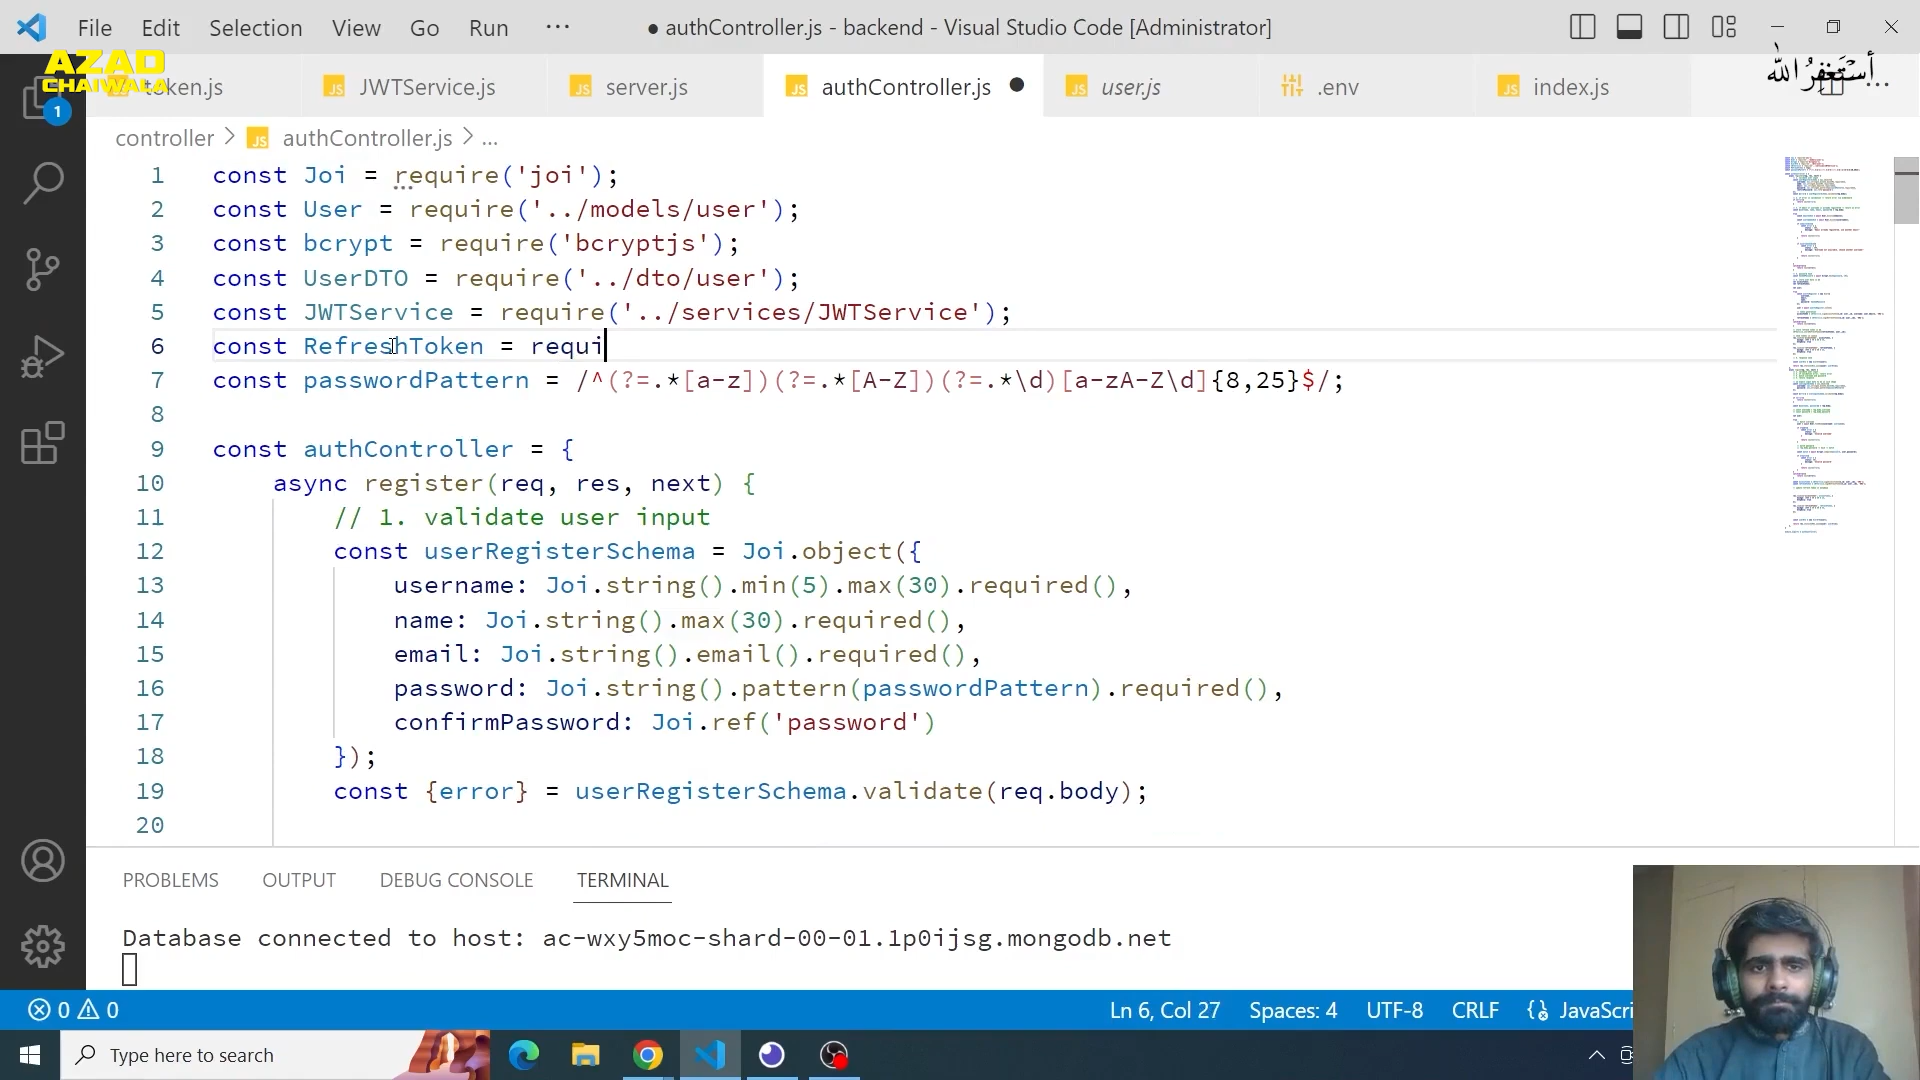 File Edit Selection View Go Run ··· ● authController.js - backend - Visual Studio Code [Administrator]
AZAD
CHAIWALA
token.js JWTService.js server.js authController.js ● user.js .env index.js
أستغفر الله
1
controller > JS authController.js > ...
1 const Joi = require('joi');
2 const User = require('../models/user');
3 const bcrypt = require('bcryptjs');
4 const UserDTO = require('../dto/user');
5 const JWTService = require('../services/JWTService');
6 const RefreshToken = requi
7 const passwordPattern = /^(?=.*[a-z])(?=.*[A-Z])(?=.*\d)[a-zA-Z\d]{8,25}$/;
8
9 const authController = {
10 async register(req, res, next) {
11 // 1. validate user input
12 const userRegisterSchema = Joi.object({
13 username: Joi.string().min(5).max(30).required(),
14 name: Joi.string().max(30).required(),
15 email: Joi.string().email().required(),
16 password: Joi.string().pattern(passwordPattern).required(),
17 confirmPassword: Joi.ref('password')
18 });
19 const {error} = userRegisterSchema.validate(req.body);
20
PROBLEMS OUTPUT DEBUG CONSOLE TERMINAL
Database connected to host: ac-wxy5moc-shard-00-01.1p0ijsg.mongodb.net
0 0 Ln 6, Col 27 Spaces: 4 UTF-8 CRLF JavaScri
Type here to search